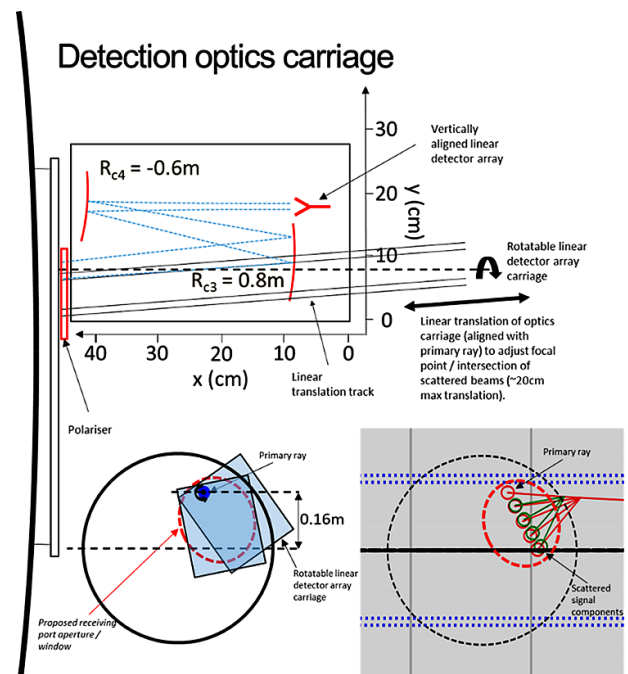 Detection optics carriage
30
Vertically
aligned linear
detector array
R_c4 = -0.6m
20
y (cm)
10
Rotatable linear
detector array
carriage
R_c3 = 0.8m
0
40 30 20 10 0
x (cm)
Linear
translation track
Linear translation of optics
carriage (aligned with
primary ray) to adjust focal
point / intersection of
scattered beams (~20cm
max translation).
Polariser
Primary ray
0.16m
Rotatable linear
detector array
carriage
Proposed receiving
port aperture /
window
Primary ray
Scattered
signal
components